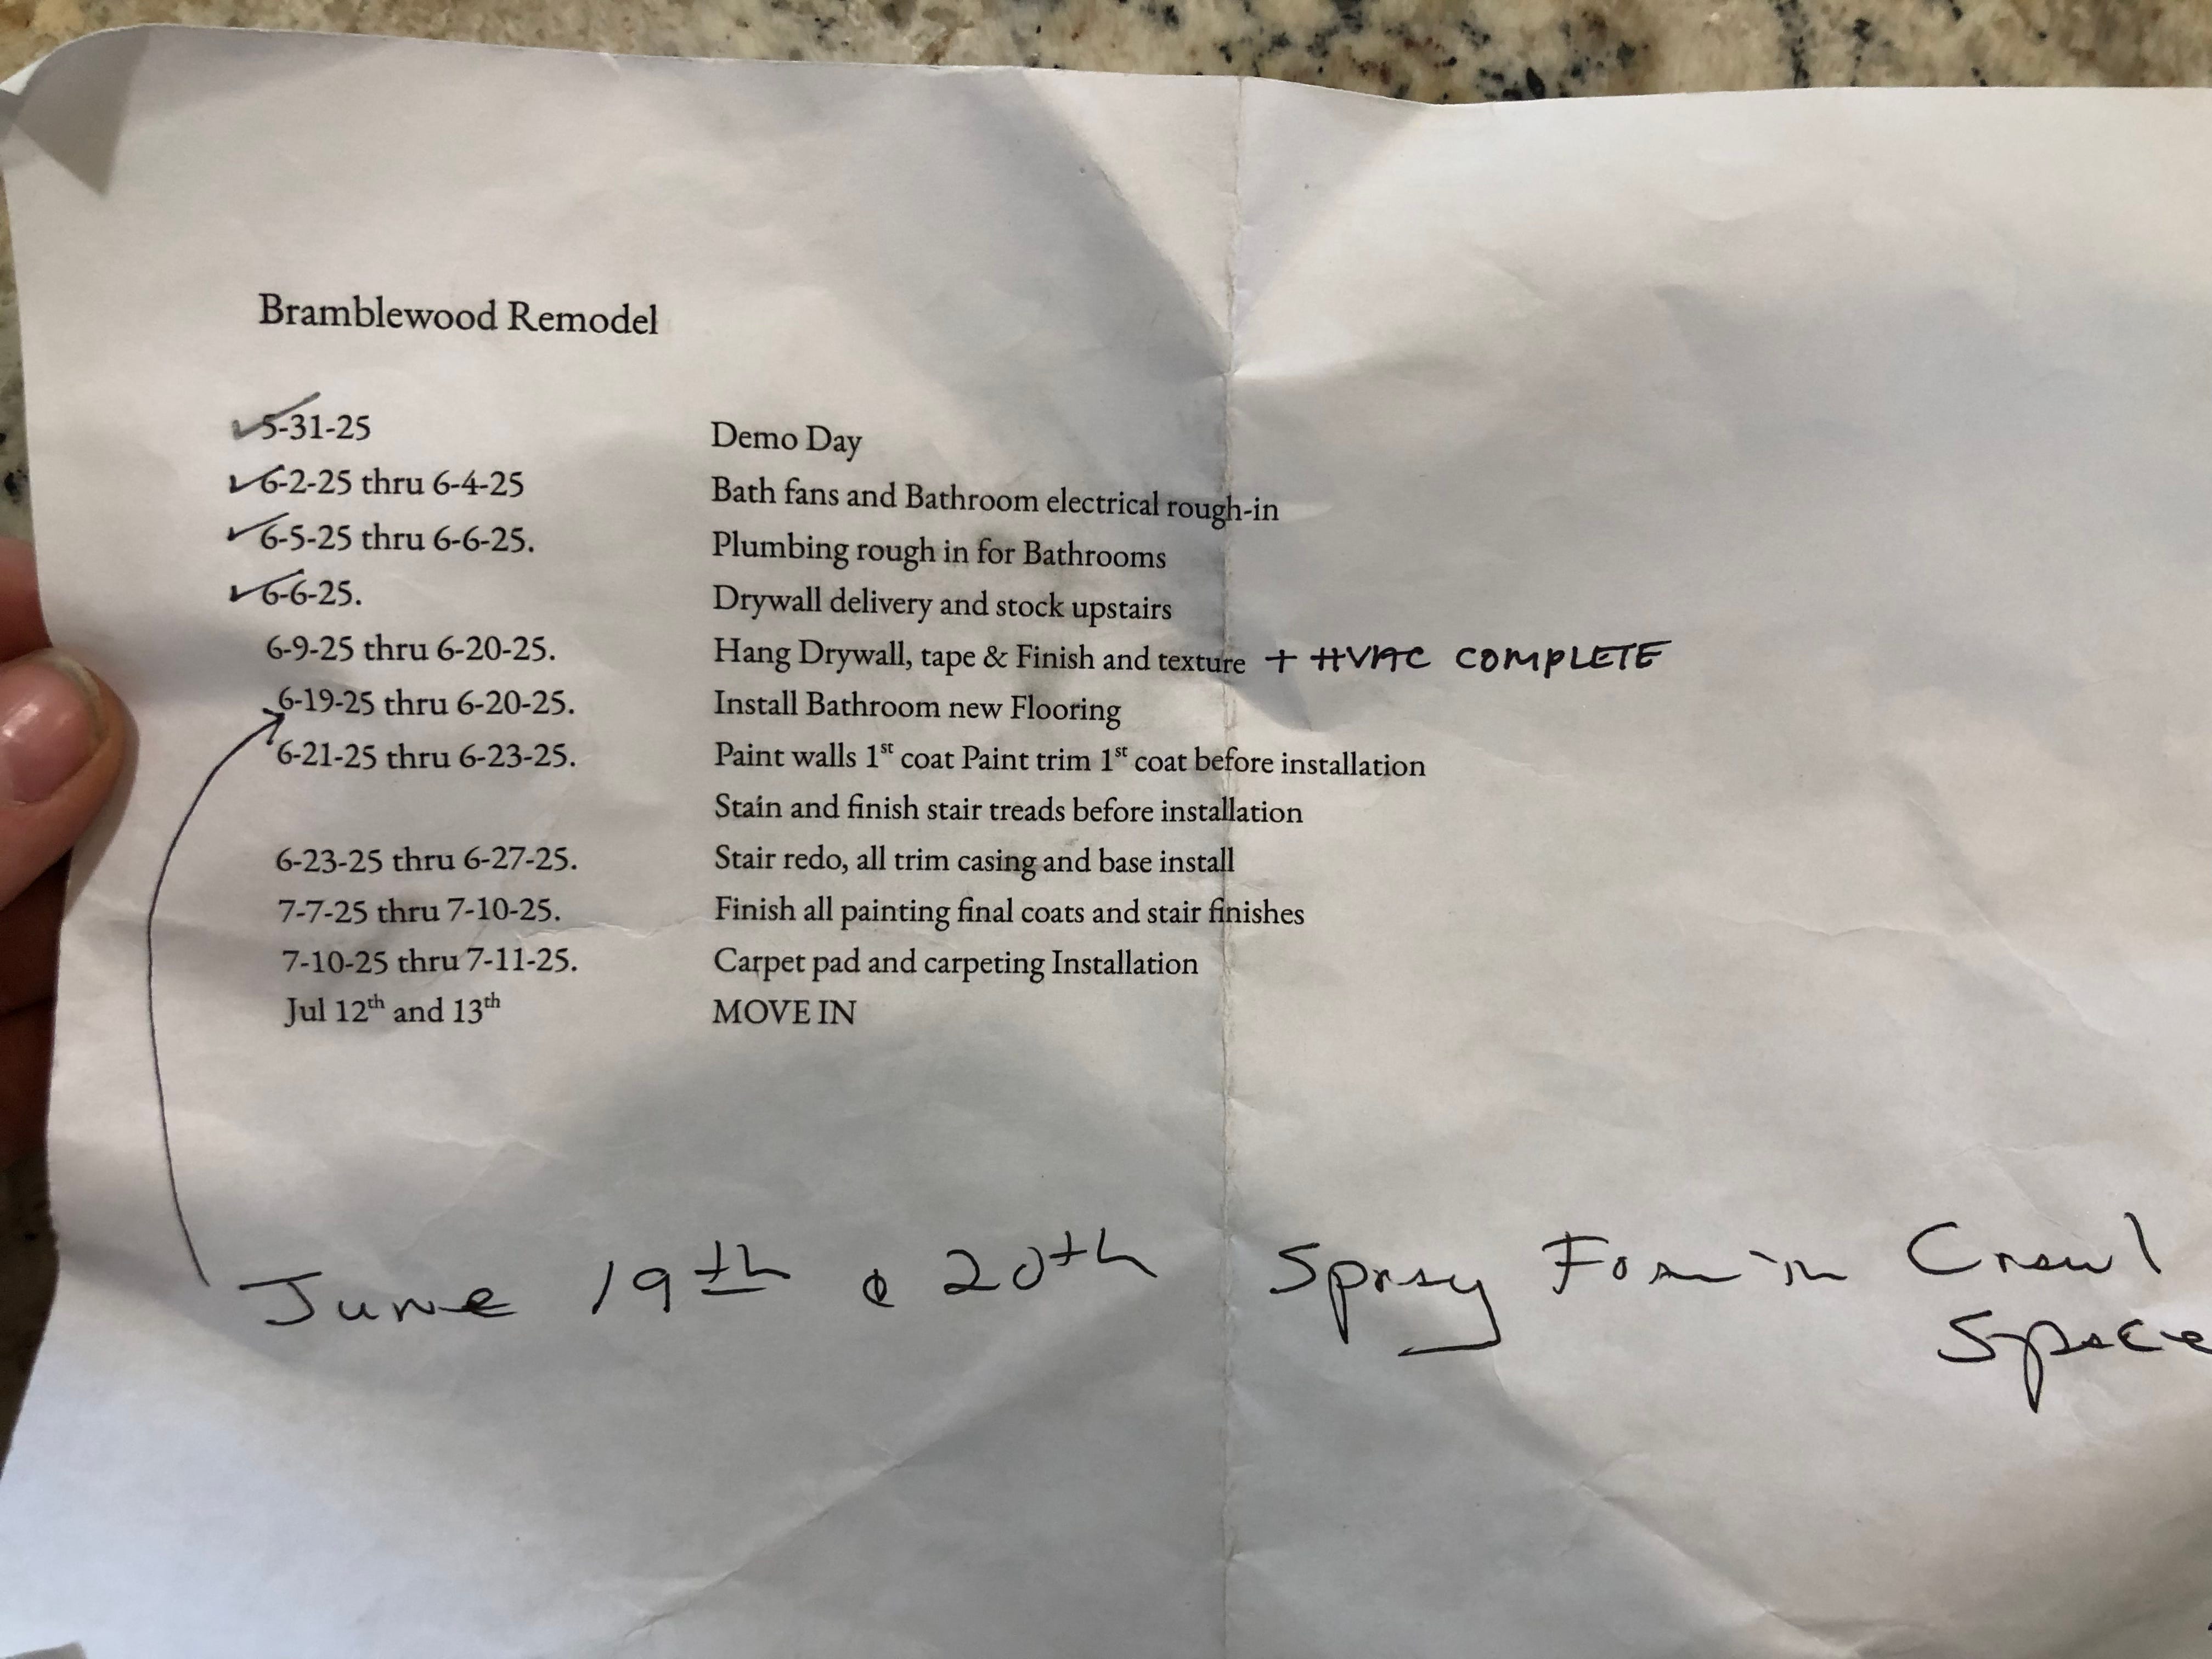 Bramblewood Remodel
✓5-31-25 Demo Day
✓6-2-25 thru 6-4-25 Bath fans and Bathroom electrical rough-in
✓6-5-25 thru 6-6-25. Plumbing rough in for Bathrooms
✓6-6-25. Drywall delivery and stock upstairs
6-9-25 thru 6-20-25. Hang Drywall, tape & Finish and texture + HVAC COMPLETE
6-19-25 thru 6-20-25. Install Bathroom new Flooring
6-21-25 thru 6-23-25. Paint walls 1st coat Paint trim 1st coat before installation
Stain and finish stair treads before installation
6-23-25 thru 6-27-25. Stair redo, all trim casing and base install
7-7-25 thru 7-10-25. Finish all painting final coats and stair finishes
7-10-25 thru 7-11-25. Carpet pad and carpeting Installation
Jul 12th and 13th MOVE IN
June 19th & 20th Spray Foam in Crawl
Space